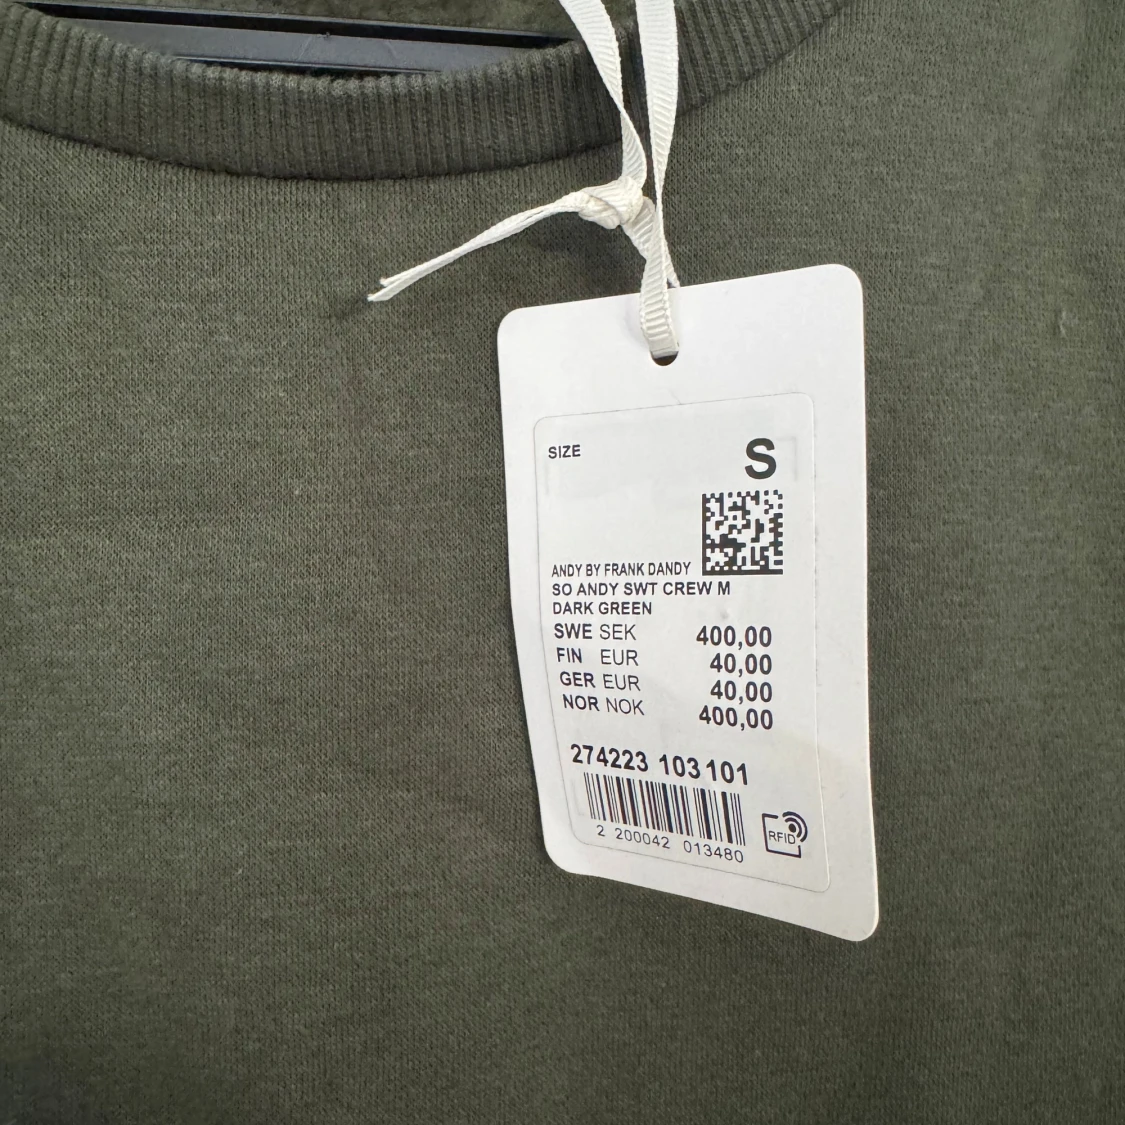 SIZE S
ANDY BY FRANK DANDY
SO ANDY SWT CREW M
DARK GREEN
SWE SEK 400,00
FIN EUR 40,00
GER EUR 40,00
NOR NOK 400,00
274223 103 101
2 200042 013480
RFID